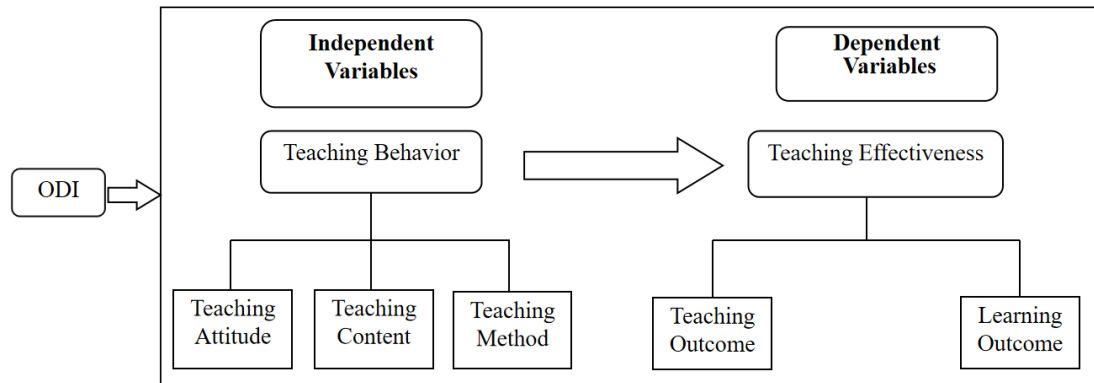 Independent
Variables
Dependent
Variables
Teaching Behavior
Teaching Effectiveness
ODI
Teaching
Attitude
Teaching
Content
Teaching
Method
Teaching
Outcome
Learning
Outcome